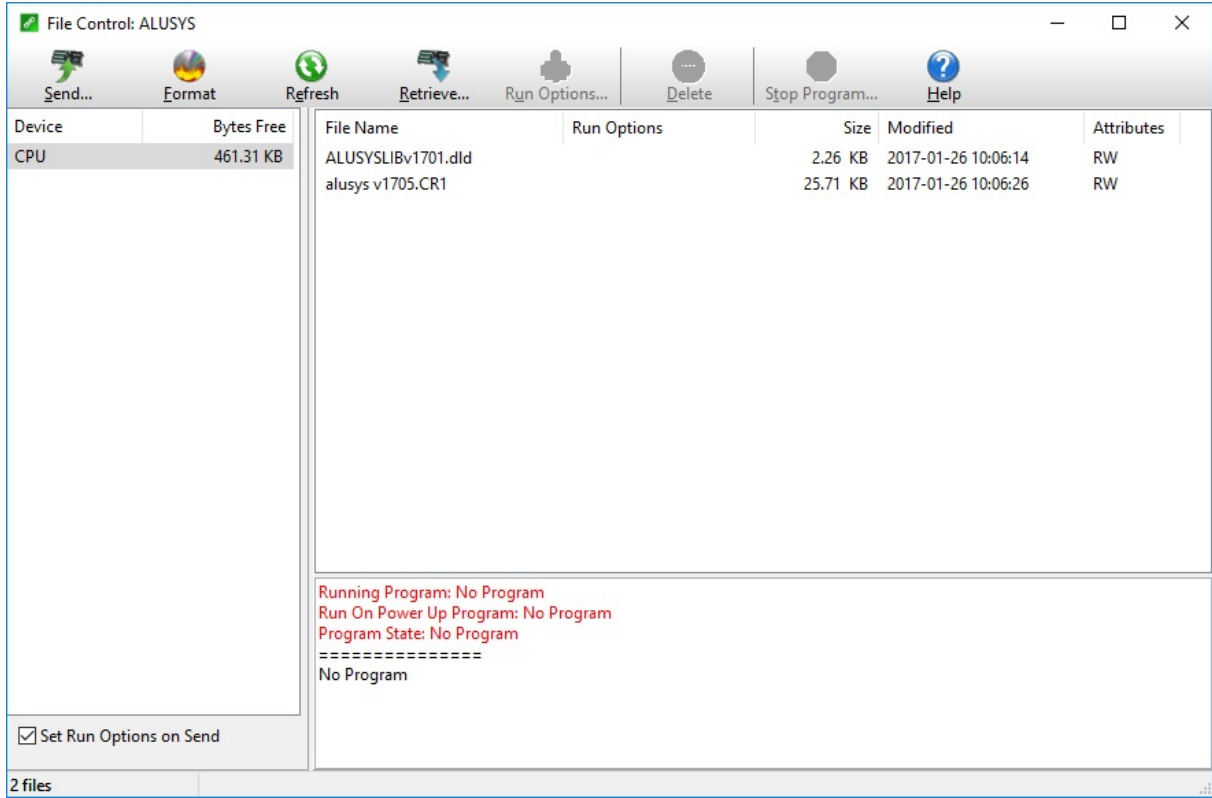 File Control: ALUSYS
Send... Format Refresh Retrieve... Run Options... Delete Stop Program... Help
Device Bytes Free File Name Run Options Size Modified Attributes
CPU 461.31 KB ALUSYSLIBv1701.dld 2.26 KB 2017-01-26 10:06:14 RW
alusys v1705.CR1 25.71 KB 2017-01-26 10:06:26 RW
Running Program: No Program
Run On Power Up Program: No Program
Program State: No Program
===============
No Program
Set Run Options on Send
2 files